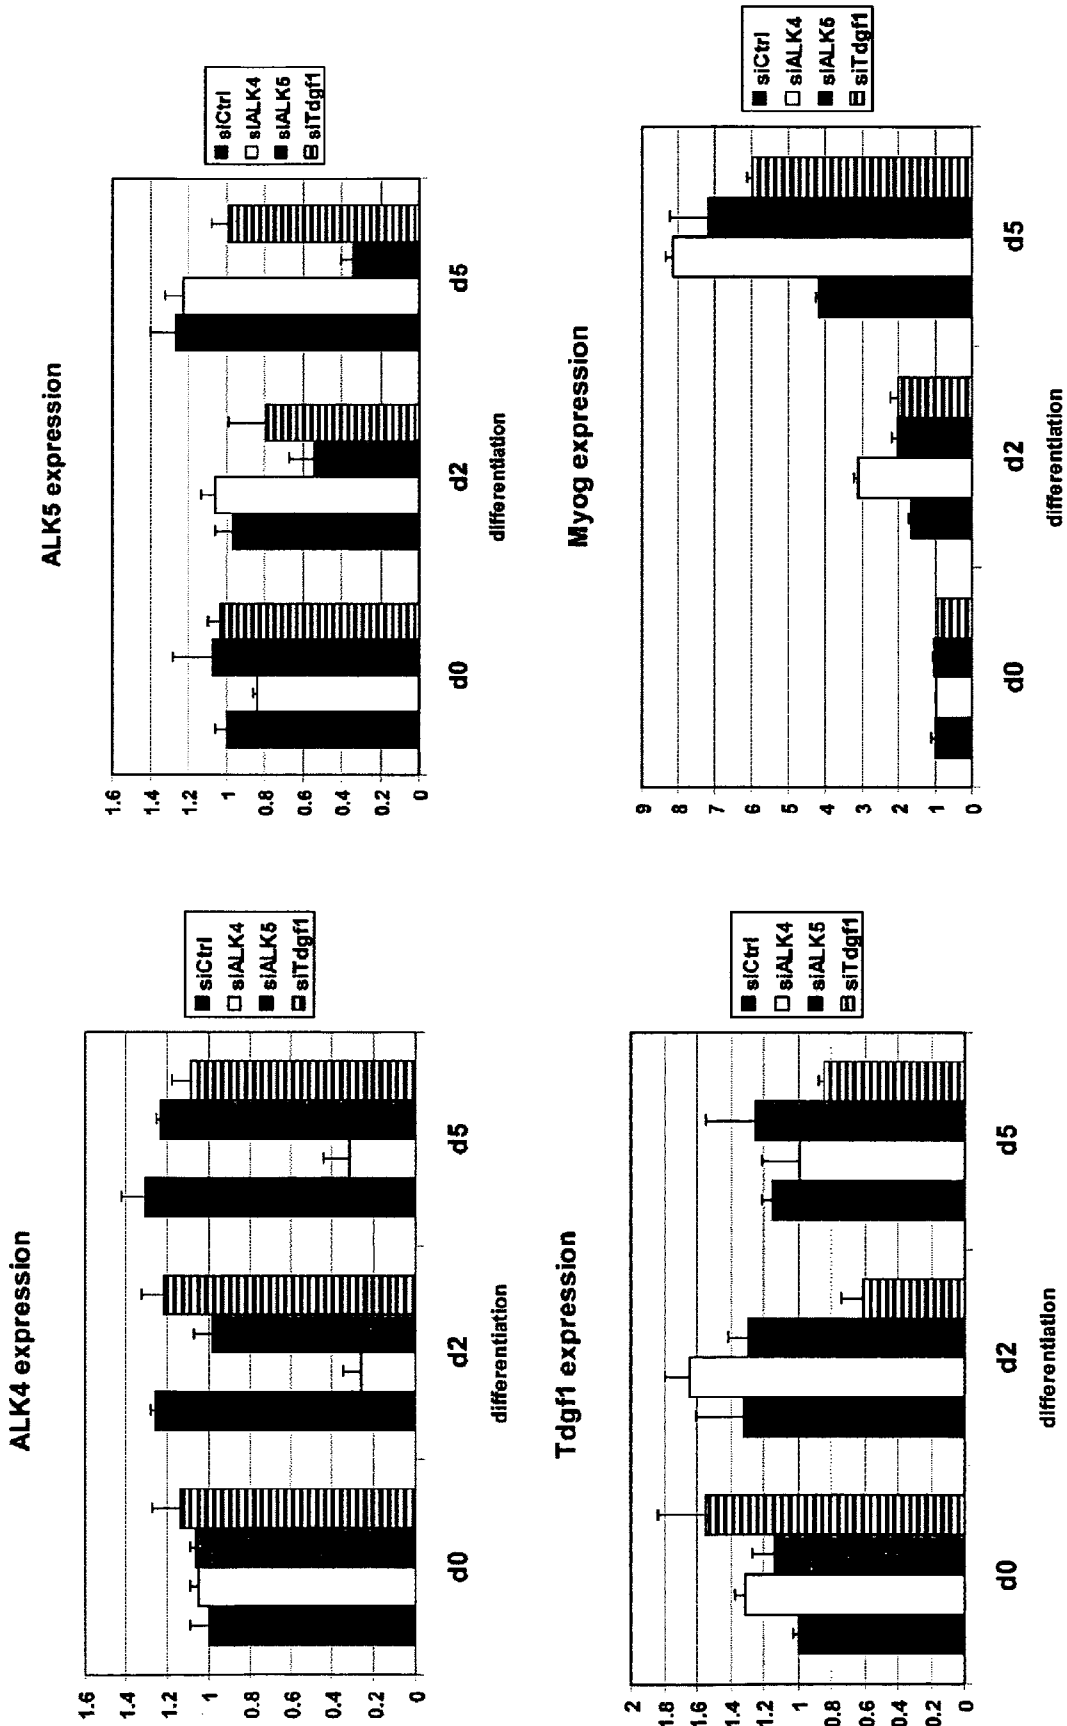 ALK4 expression
1.6
1.4
1.2
1
0.8
0.6
0.4
0.2
0
d0
d2
d5
differentiation
siCtrl
siALK4
siALK5
siTdgf1
ALK5 expression
1.6
1.4
1.2
1
0.8
0.6
0.4
0.2
0
d0
d2
d5
differentiation
siCtrl
siALK4
siALK5
siTdgf1
Tdgf1 expression
2
1.8
1.6
1.4
1.2
1
0.8
0.6
0.4
0.2
0
d0
d2
d5
differentiation
siCtrl
siALK4
siALK5
siTdgf1
Myog expression
9
8
7
6
5
4
3
2
1
0
d0
d2
d5
differentiation
siCtrl
siALK4
siALK5
siTdgf1